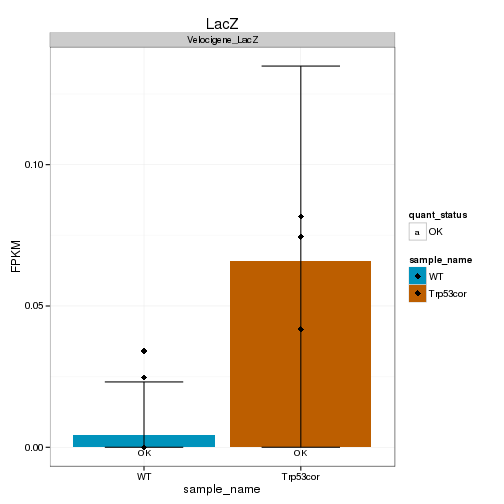 LacZ
Velocigene_LacZ
FPKM
0.10
0.05
0.00
OK
OK
WT
Trp53cor
sample_name
quant_status
a OK
sample_name
WT
Trp53cor